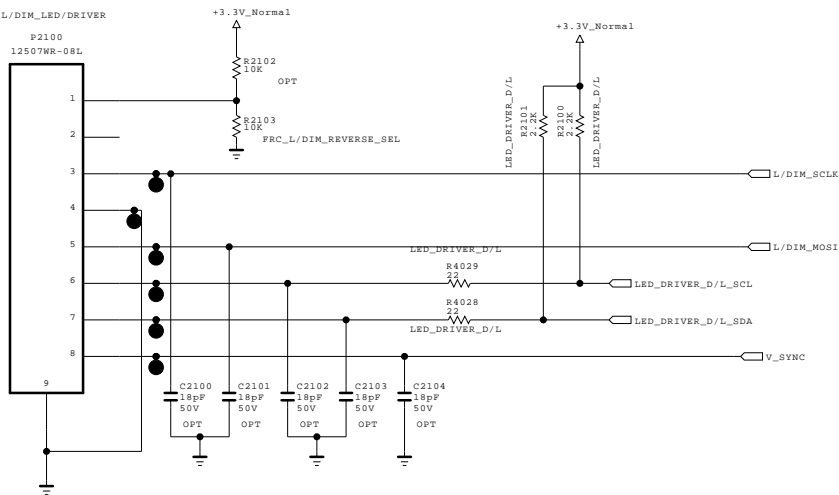 L/DIM_LED/DRIVER
P2100
12507WR-08L
1
2
3
4
5
6
7
8
9
+3.3V_Normal
R2102
10K
OPT
R2103
10K
FRC_L/DIM_REVERSE_SEL
+3.3V_Normal
LED_DRIVER_D/L
R2101
2.2K
R2100
2.2K
LED_DRIVER_D/L
L/DIM_SCLK
LED_DRIVER_D/L
L/DIM_MOSI
R4029
22
LED_DRIVER_D/L_SCL
R4028
22
LED_DRIVER_D/L_SDA
LED_DRIVER_D/L
V_SYNC
C2100
18pF
50V
OPT
C2101
18pF
50V
OPT
C2102
18pF
50V
OPT
C2103
18pF
50V
OPT
C2104
18pF
50V
OPT